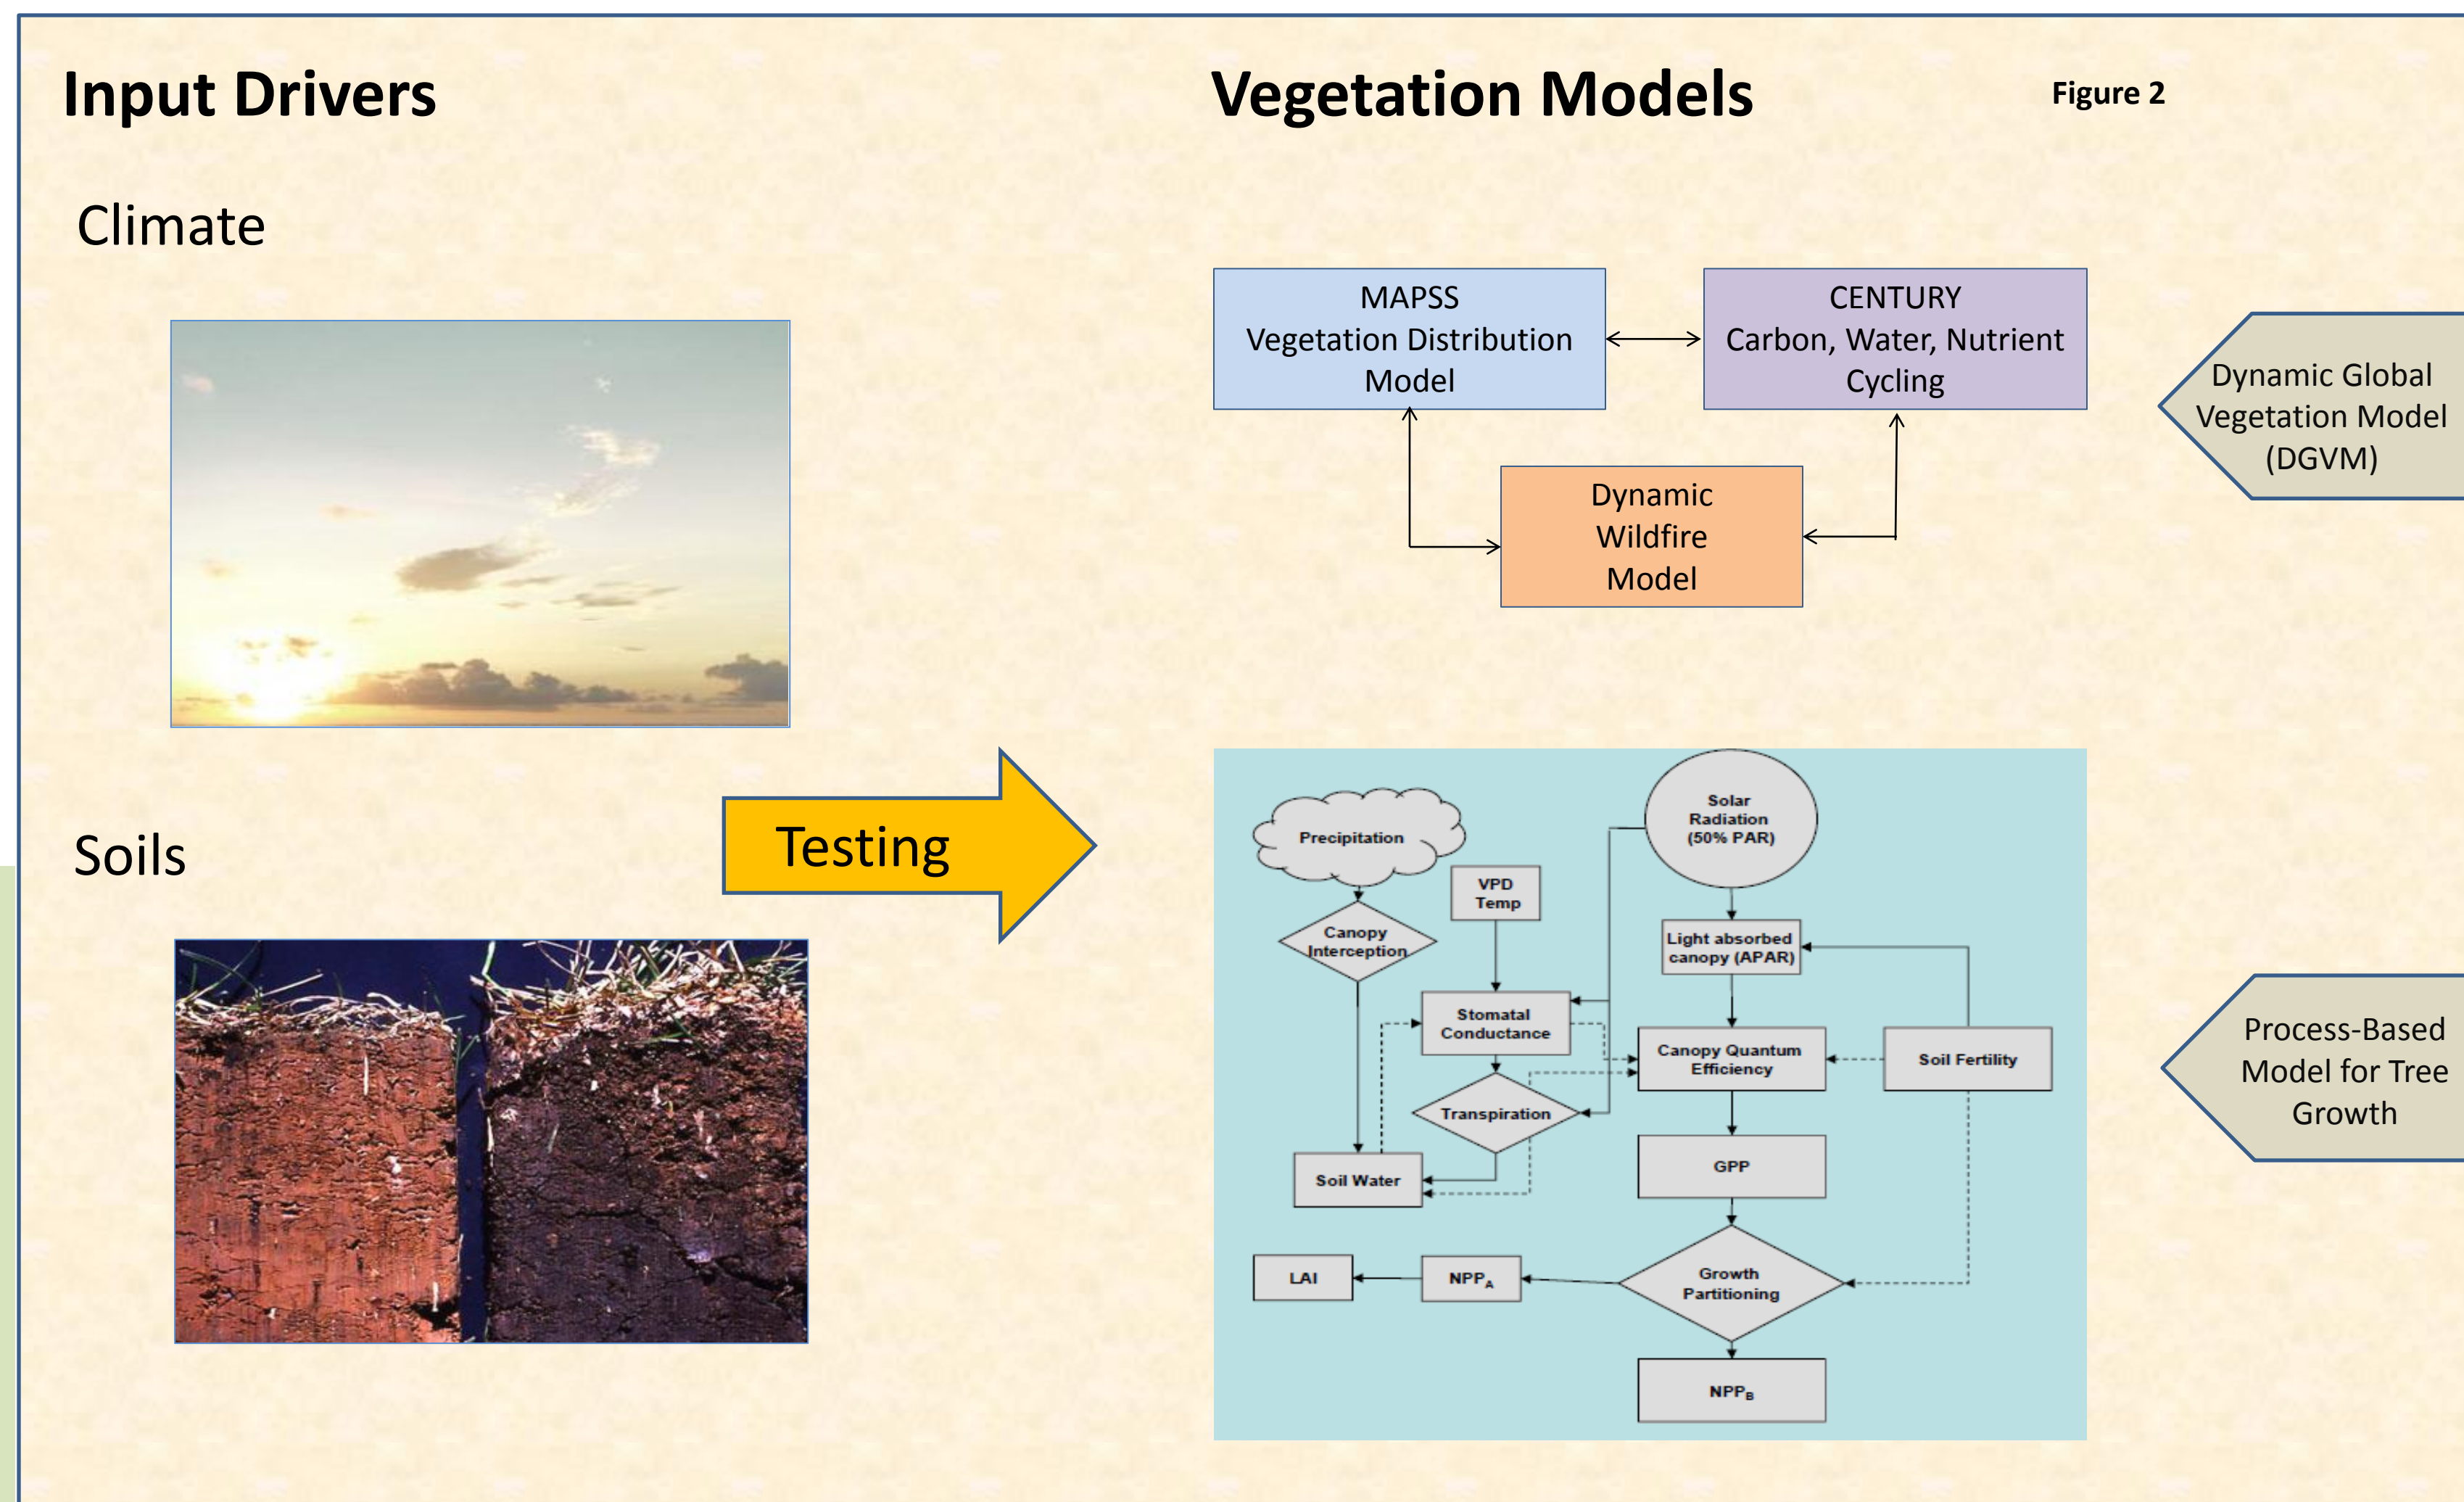 Input Drivers
Vegetation Models
Figure 2
Climate
MAPSS
Vegetation Distribution
Model
CENTURY
Carbon, Water, Nutrient
Cycling
Dynamic
Wildfire
Model
Dynamic Global
Vegetation Model
(DGVM)
Soils
Testing
Precipitation
Solar
Radiation
(50% PAR)
VPD
Temp
Canopy
Interception
Light absorbed
canopy (APAR)
Stomatal
Conductance
Canopy Quantum
Efficiency
Soil Fertility
Transpiration
Soil Water
GPP
LAI
NPPA
Growth
Partitioning
NPPB
Process-Based
Model for Tree
Growth